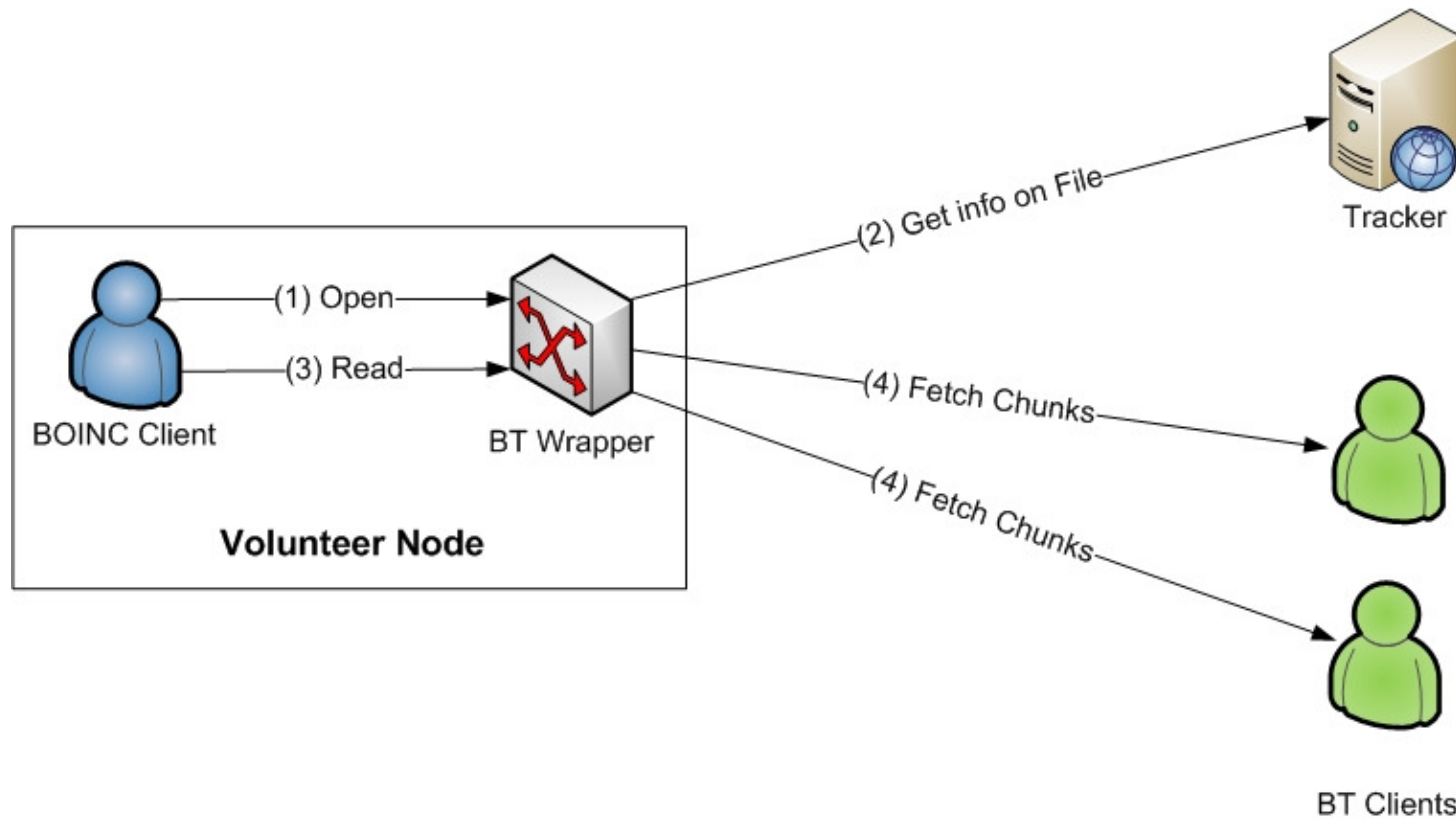 (2) Get info on File
Tracker
(1) Open
(3) Read
BOINC Client
BT Wrapper
(4) Fetch Chunks
(4) Fetch Chunks
Volunteer Node
BT Clients